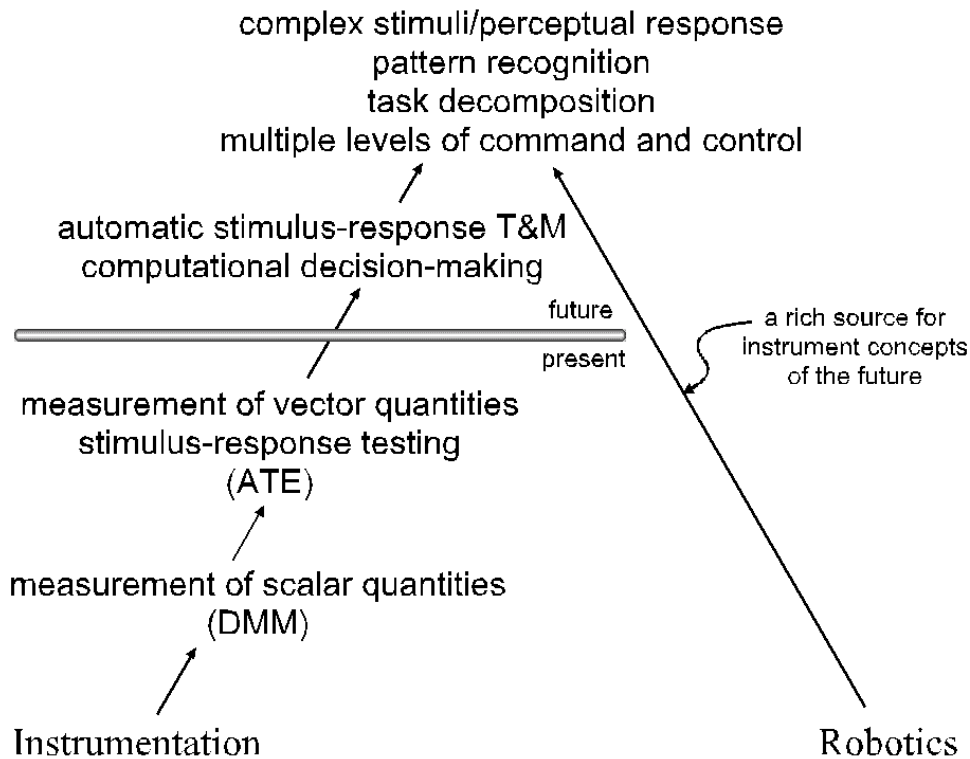 complex stimuli/perceptual response
pattern recognition
task decomposition
multiple levels of command and control
automatic stimulus-response T&M
computational decision-making
future
present
a rich source for
instrument concepts
of the future
measurement of vector quantities
stimulus-response testing
(ATE)
measurement of scalar quantities
(DMM)
Instrumentation
Robotics